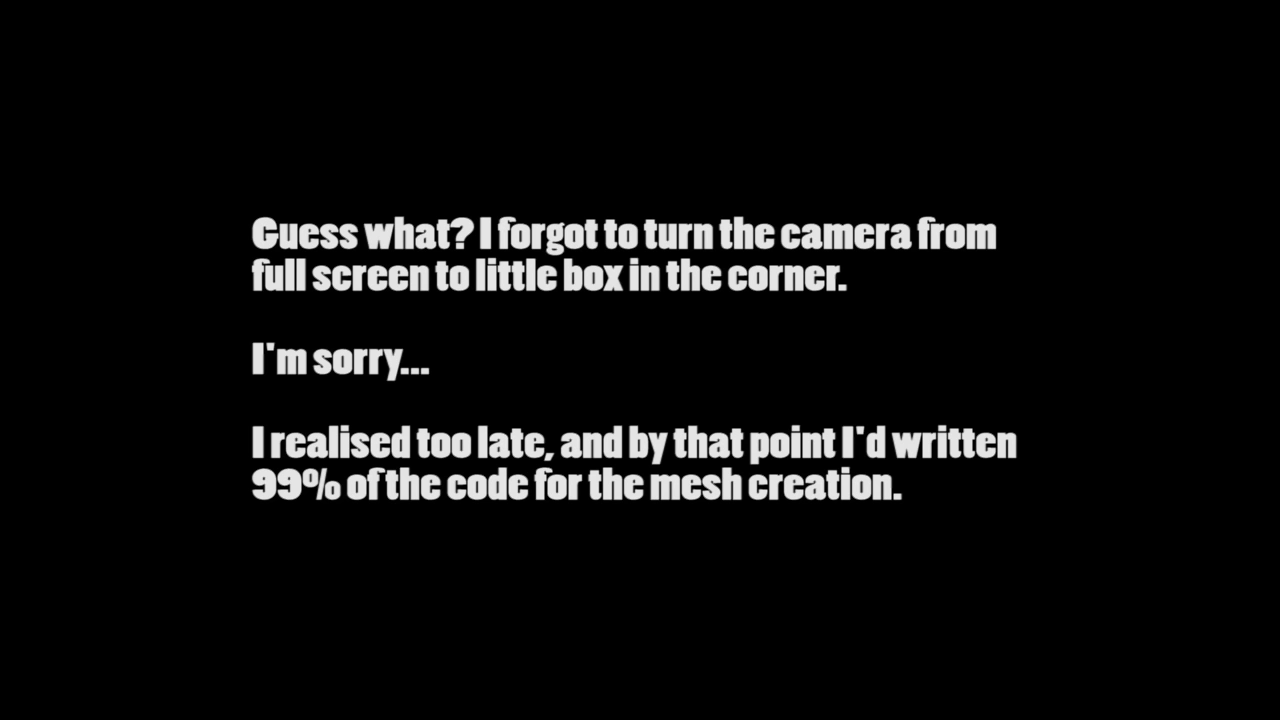 Guess what? I forgot to turn the camera from
full screen to little box in the corner.
I'm sorry...
I realised too late, and by that point I'd written
99% of the code for the mesh creation.